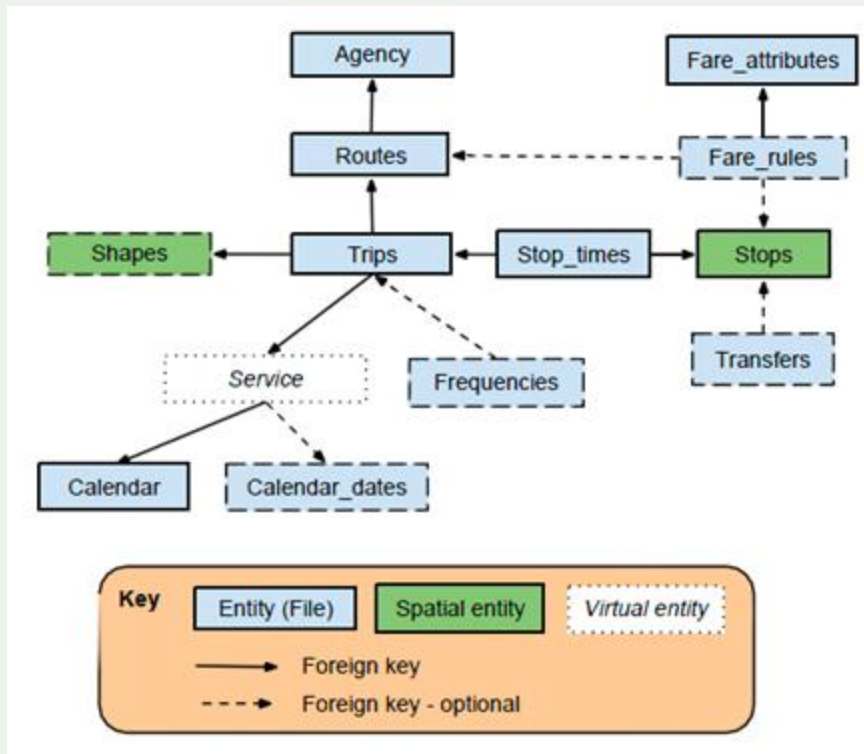 Agency
Fare_attributes
Routes
Fare_rules
Shapes
Trips
Stop_times
Stops
Service
Frequencies
Transfers
Calendar
Calendar_dates
Key
Entity (File)
Spatial entity
Virtual entity
Foreign key
Foreign key - optional